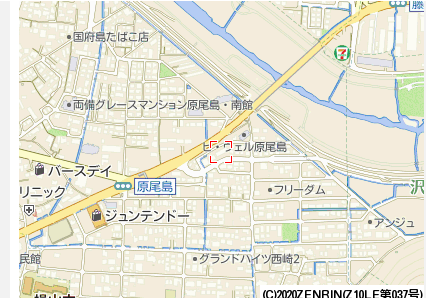 藤
国府島たばこ店
両備グレースマンション原尾島・南館
ヒ・ウェル原尾島
バースデイ
原尾島
フリーダム
沢
リニック
ジュンテンドー
アンジュ
民館
グランドハイツ西崎2
(C)2020ZENRIN(Z10LE第037号)